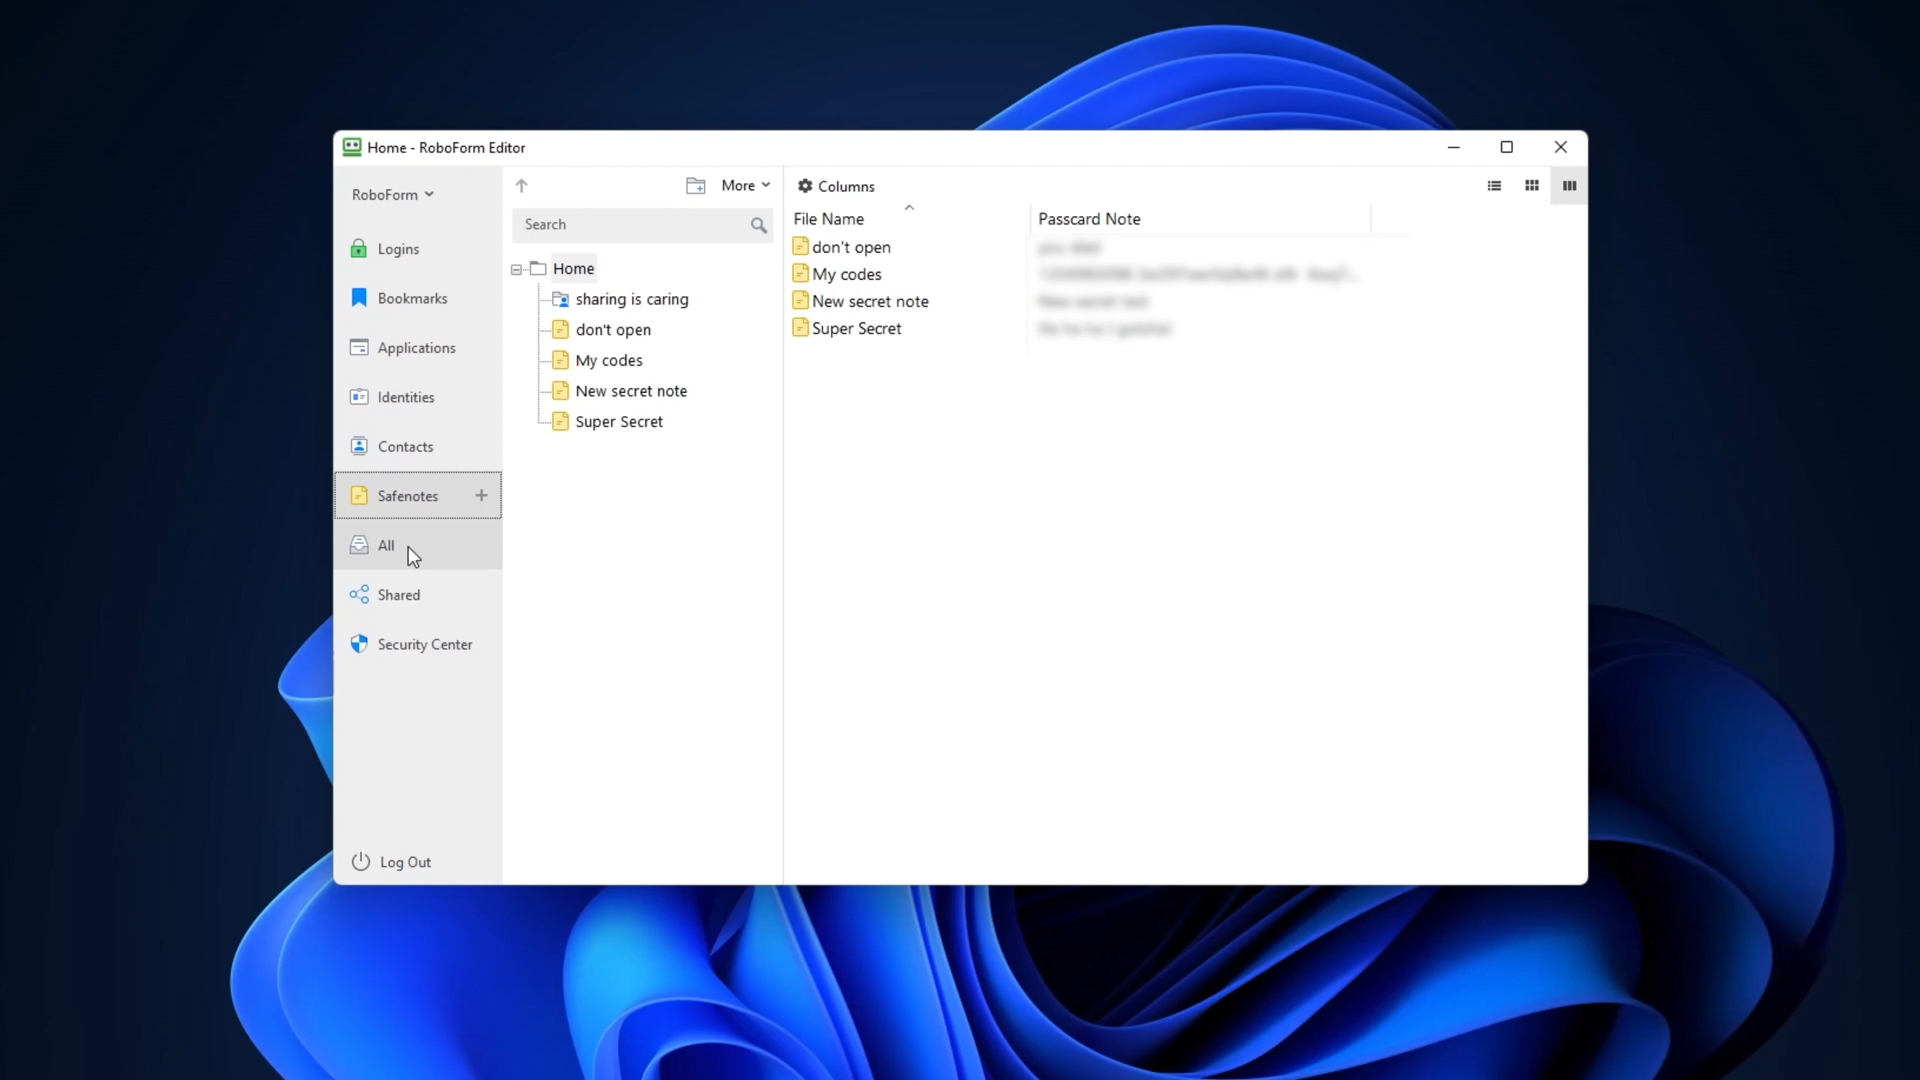 Home - RoboForm Editor
RoboForm
Logins
Bookmarks
Applications
Identities
Contacts
Safenotes
All
Shared
Security Center
Log Out
More
Search
Home
sharing is caring
don't open
My codes
New secret note
Super Secret
Columns
File Name
Passcard Note
don't open
My codes
New secret note
Super Secret